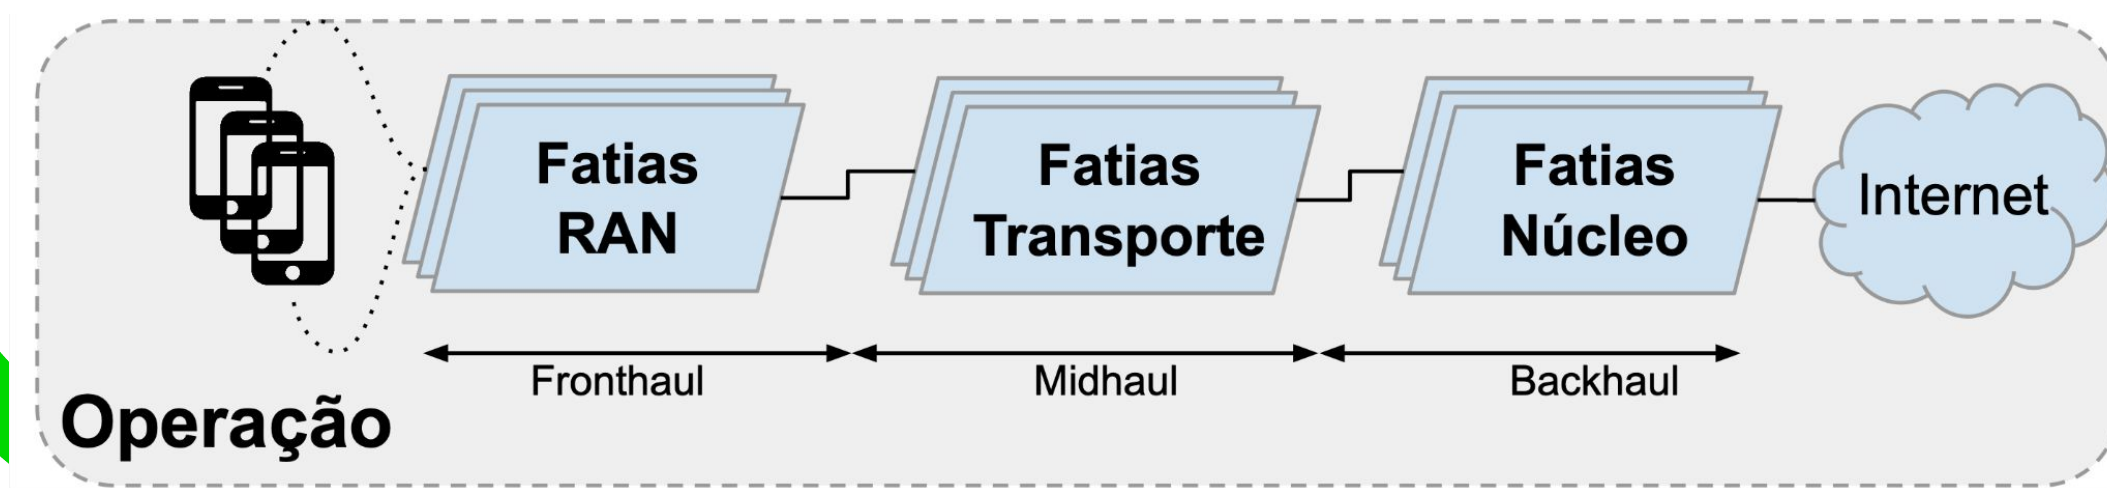 Fatias
RAN
Fatias
Transporte
Fatias
Núcleo
Internet
Fronthaul
Midhaul
Backhaul
Operação